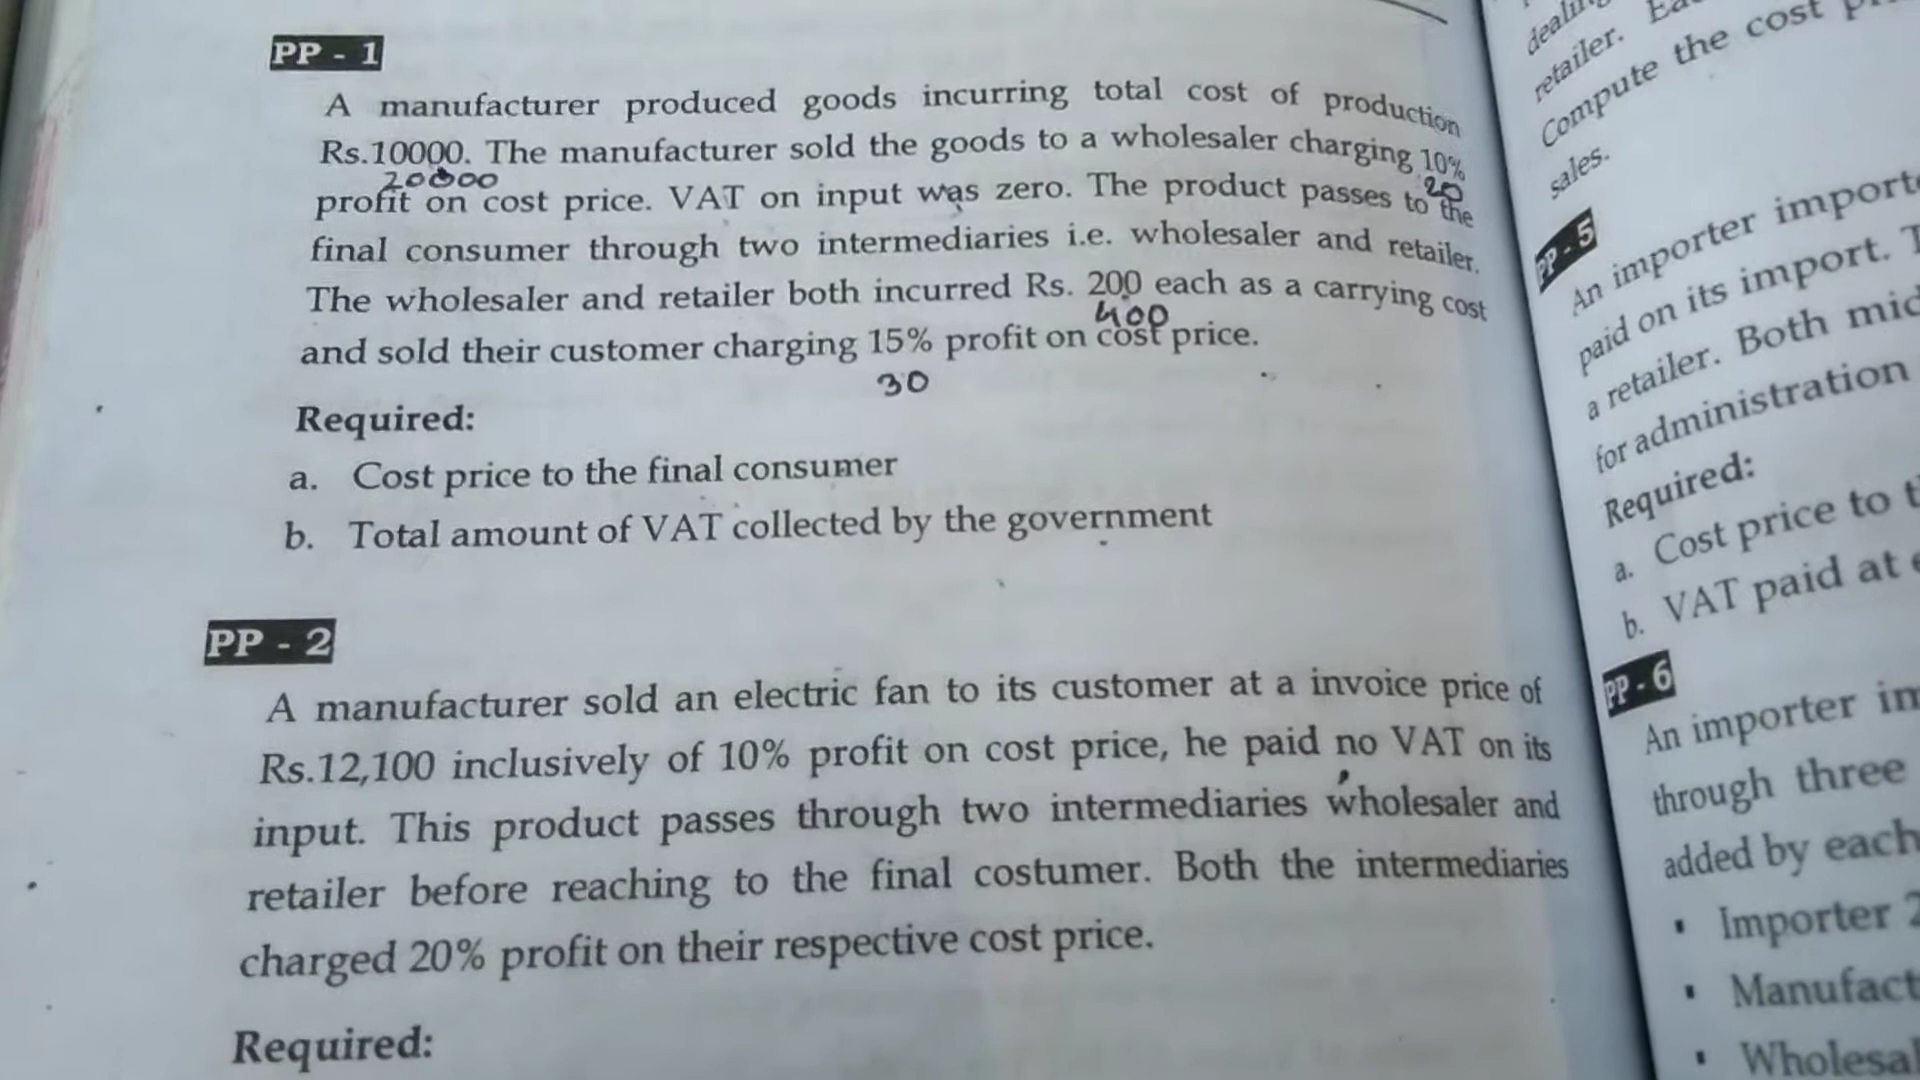 PP - 1
A manufacturer produced goods incurring total cost of production
Rs.10000. The manufacturer sold the goods to a wholesaler charging 10%
20000
20
profit on cost price. VAT on input was zero. The product passes to the
final consumer through two intermediaries i.e. wholesaler and retailer.
The wholesaler and retailer both incurred Rs. 200 each as a carrying cost
400
and sold their customer charging 15% profit on cost price.
30
Required:
a. Cost price to the final consumer
b. Total amount of VAT collected by the government
PP - 2
A manufacturer sold an electric fan to its customer at a invoice price of
Rs.12,100 inclusively of 10% profit on cost price, he paid no VAT on its
input. This product passes through two intermediaries wholesaler and
retailer before reaching to the final costumer. Both the intermediaries
charged 20% profit on their respective cost price.
Required:
retailer.
Compute the cost
sales.
PP - 5
An importer
paid on its import.
a retailer. Both
for administration
Required:
a. Cost price to
b. VAT paid at
PP - 6
An importer
through three
added by each
▪ Importer
▪
▪